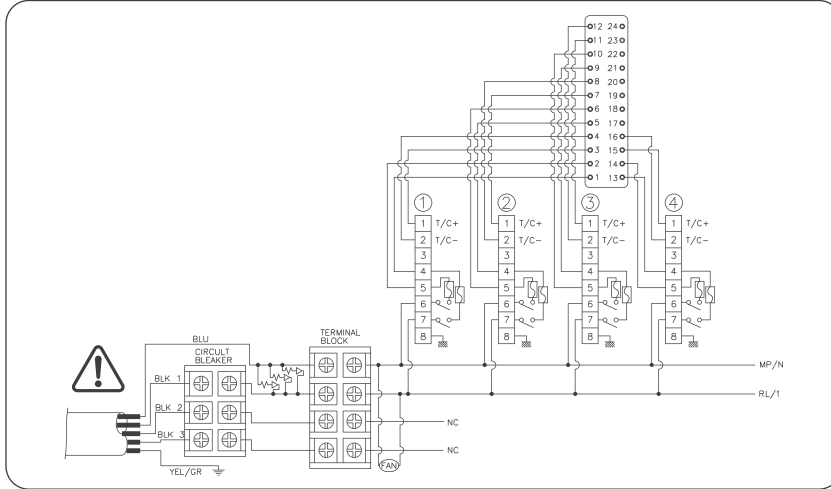 12 24
11 23
10 22
9 21
8 20
7 19
6 18
5 17
4 16
3 15
2 14
1 13
① ② ③ ④
1 T/C+ 1 T/C+ 1 T/C+ 1 T/C+
2 T/C- 2 T/C- 2 T/C- 2 T/C-
3 3 3 3
4 4 4 4
5 5 5 5
6 6 6 6
7 7 7 7
8 8 8 8
BLU
CIRCULT
BLEAKER
TERMINAL
BLOCK
MP/N
BLK 1
RL/1
BLK 2
NC
BLK 3
NC
FAN
YEL/GR